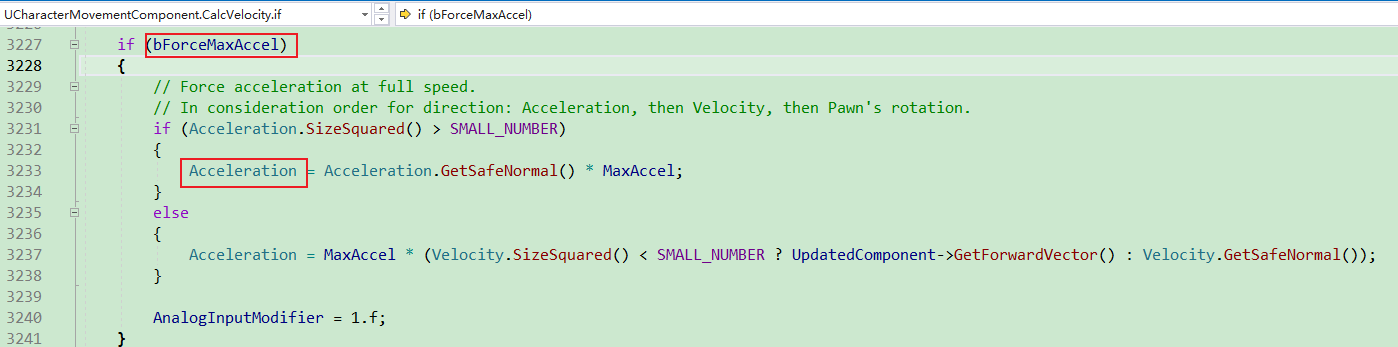 UCharacterMovementComponent.CalcVelocity.if if (bForceMaxAccel)
3227 if (bForceMaxAccel)
3228 {
3229 // Force acceleration at full speed.
3230 // In consideration order for direction: Acceleration, then Velocity, then Pawn's rotation.
3231 if (Acceleration.SizeSquared() > SMALL_NUMBER)
3232 {
3233 Acceleration = Acceleration.GetSafeNormal() * MaxAccel;
3234 }
3235 else
3236 {
3237 Acceleration = MaxAccel * (Velocity.SizeSquared() < SMALL_NUMBER ? UpdatedComponent->GetForwardVector() : Velocity.GetSafeNormal());
3238 }
3239
3240 AnalogInputModifier = 1.f;
3241 }